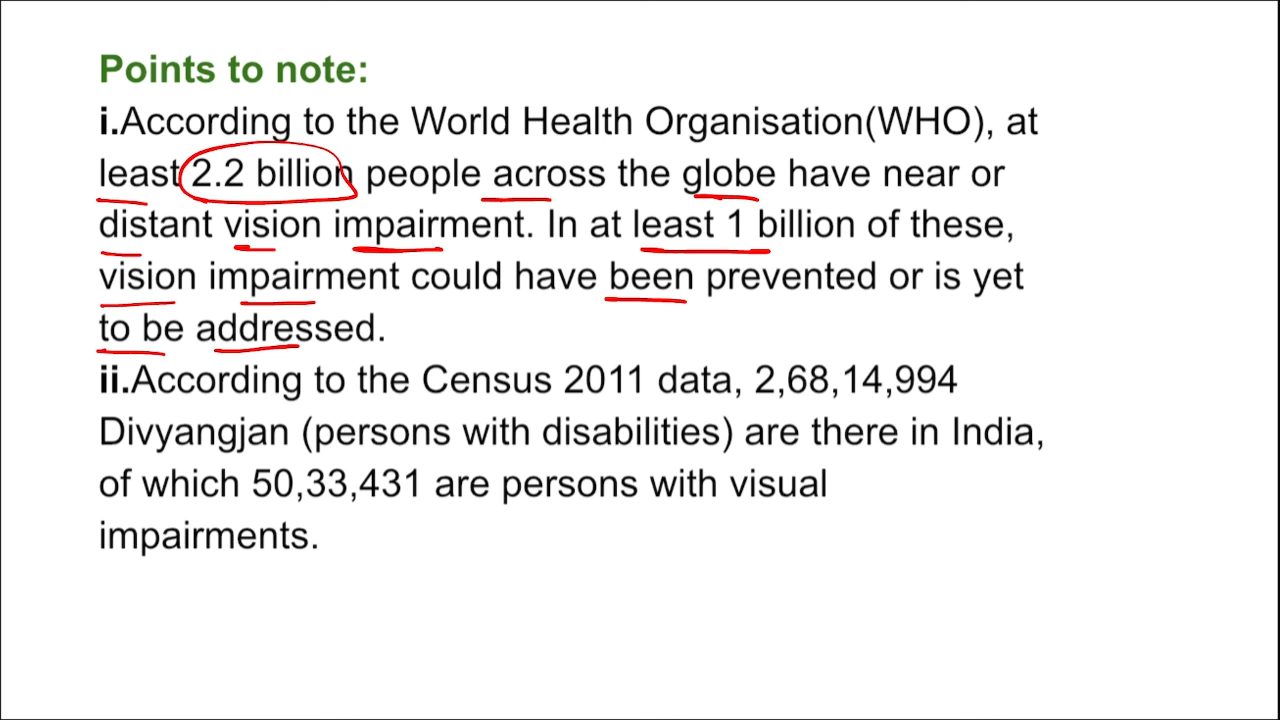 Points to note:
i.According to the World Health Organisation(WHO), at
least 2.2 billion people across the globe have near or
distant vision impairment. In at least 1 billion of these,
vision impairment could have been prevented or is yet
to be addressed.
ii.According to the Census 2011 data, 2,68,14,994
Divyangjan (persons with disabilities) are there in India,
of which 50,33,431 are persons with visual
impairments.